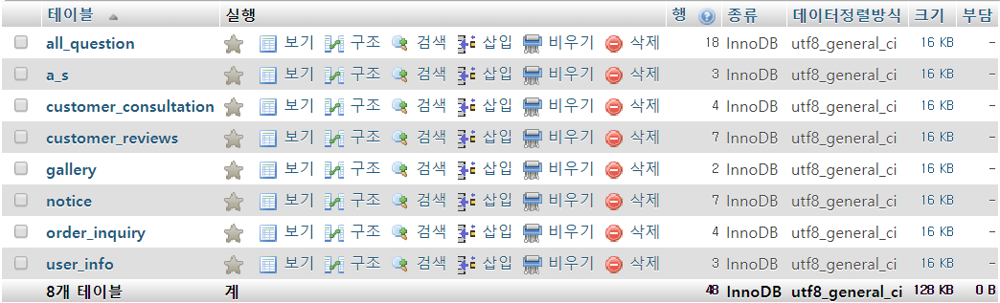 테이블 실행 행 종류 데이터정렬방식 크기 부담
all_question 보기 구조 검색 삽입 비우기 삭제 18 InnoDB utf8_general_ci 16 KB -
a_s 보기 구조 검색 삽입 비우기 삭제 3 InnoDB utf8_general_ci 16 KB -
customer_consultation 보기 구조 검색 삽입 비우기 삭제 4 InnoDB utf8_general_ci 16 KB -
customer_reviews 보기 구조 검색 삽입 비우기 삭제 7 InnoDB utf8_general_ci 16 KB -
gallery 보기 구조 검색 삽입 비우기 삭제 2 InnoDB utf8_general_ci 16 KB -
notice 보기 구조 검색 삽입 비우기 삭제 7 InnoDB utf8_general_ci 16 KB -
order_inquiry 보기 구조 검색 삽입 비우기 삭제 4 InnoDB utf8_general_ci 16 KB -
user_info 보기 구조 검색 삽입 비우기 삭제 3 InnoDB utf8_general_ci 16 KB -
8개 테이블 계 48 InnoDB utf8_general_ci 128 KB 0 B